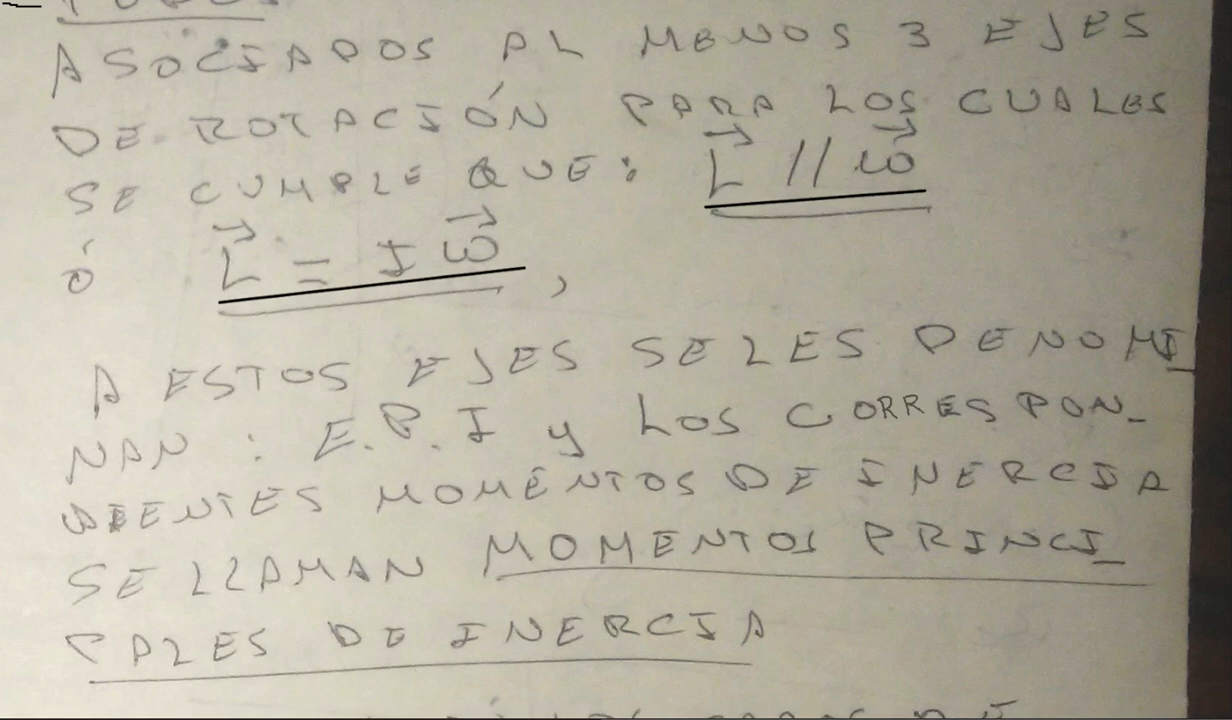 ASOCIADOS AL MENOS 3 EJES
DE ROTACIÓN PARA LOS CUALES
SE CUMPLE QUE: L⃗ // ω⃗
ó L⃗ = I ω⃗ ,
A ESTOS EJES SE LES DENOMI_
NAN : E.P.I y LOS CORRESPON_
DIENTES MOMENTOS DE INERCIA
SE LLAMAN MOMENTOS PRINCI_
PALES DE INERCIA